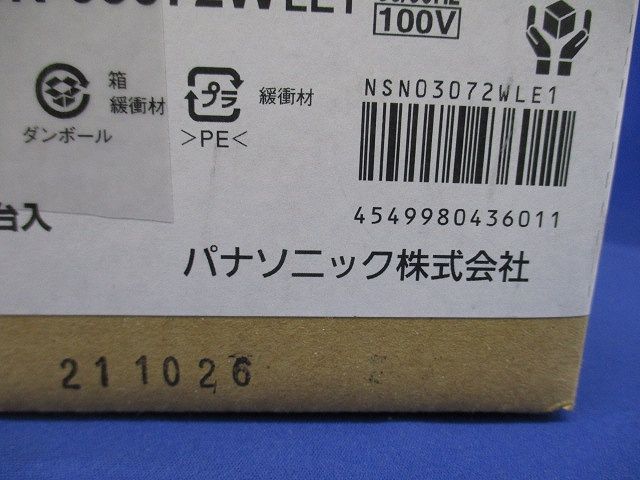 100V
箱
緩衝材
ダンボール
プラ
緩衝材
>PE<
NSN03072WLE1
4549980436011
台入
パナソニック株式会社
211026